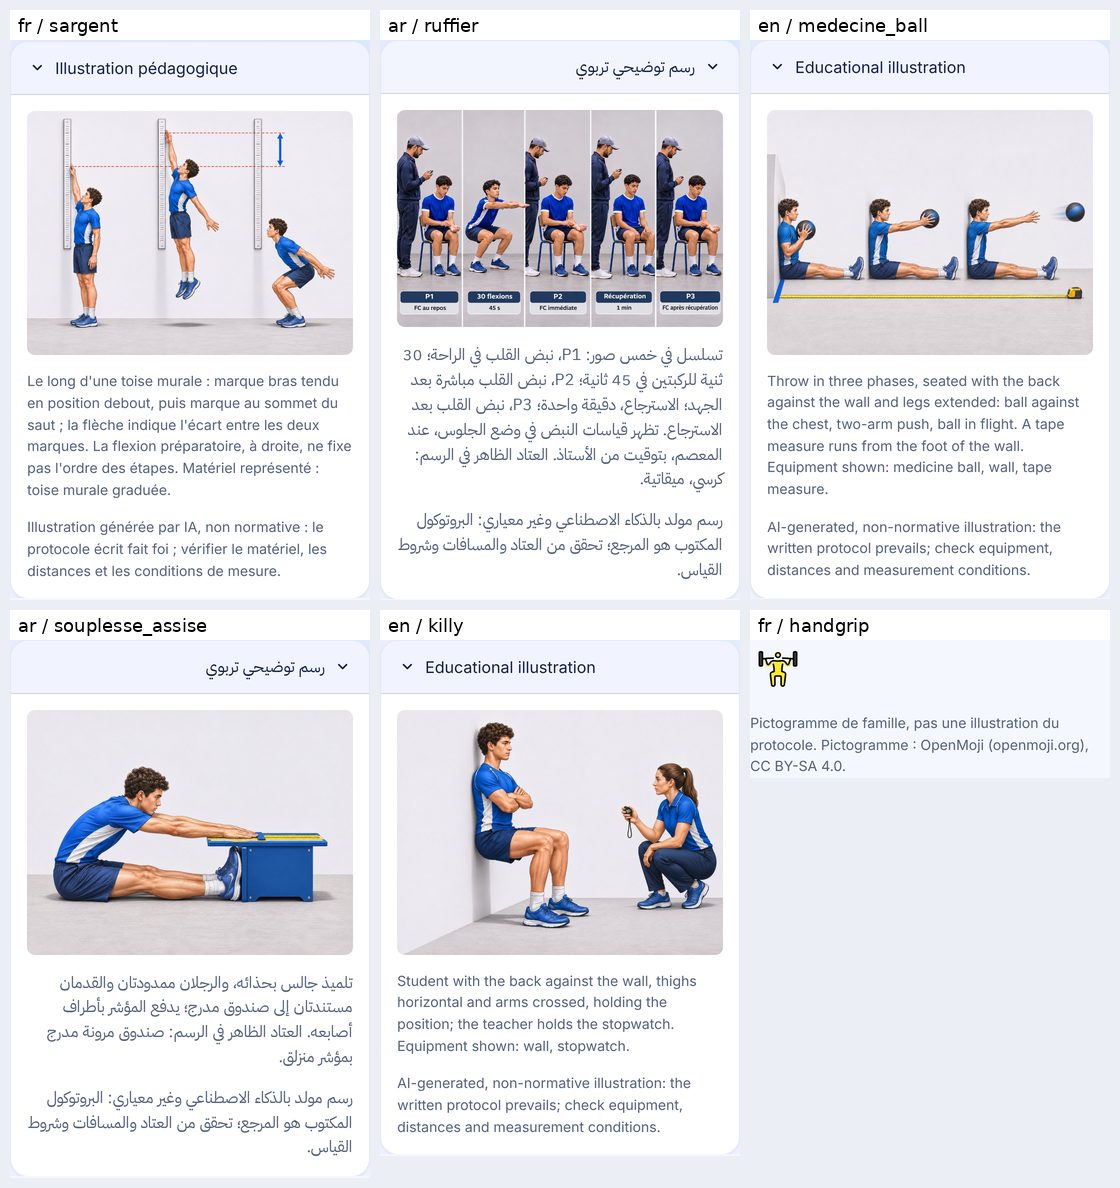 fr / sargent
Illustration pédagogique
Le long d'une toise murale : marque bras tendu
en position debout, puis marque au sommet du
saut ; la flèche indique l'écart entre les deux
marques. La flexion préparatoire, à droite, ne fixe
pas l'ordre des étapes. Matériel représenté :
toise murale graduée.
Illustration générée par IA, non normative : le
protocole écrit fait foi ; vérifier le matériel, les
distances et les conditions de mesure.
ar / ruffier
رسم توضيحي تربوي
P1
FC au repos
30 flexions
45 s
P2
FC immédiate
Récupération
1 min
P3
FC après récupération
تسلسل في خمس صور: P1، نبض القلب في الراحة؛ 30
ثنية للركبتين في 45 ثانية؛ P2، نبض القلب مباشرة بعد
الجهد؛ الاسترجاع، دقيقة واحدة؛ P3، نبض القلب بعد
الاسترجاع. تظهر قياسات النبض في وضع الجلوس، عند
المعصم، بتوقيت من الأستاذ. العتاد الظاهر في الرسم:
كرسي، ميقاتية.
رسم مولد بالذكاء الاصطناعي وغير معياري: البروتوكول
المكتوب هو المرجع؛ تحقق من العتاد والمسافات وشروط
القياس.
en / medecine_ball
Educational illustration
Throw in three phases, seated with the back
against the wall and legs extended: ball against
the chest, two-arm push, ball in flight. A tape
measure runs from the foot of the wall.
Equipment shown: medicine ball, wall, tape
measure.
AI-generated, non-normative illustration: the
written protocol prevails; check equipment,
distances and measurement conditions.
ar / souplesse_assise
رسم توضيحي تربوي
تلميذ جالس بحذائه، والرجلان ممدودتان والقدمان
مستندتان إلى صندوق مدرج؛ يدفع المؤشر بأطراف
أصابعه. العتاد الظاهر في الرسم: صندوق مرونة مدرج
بمؤشر منزلق.
رسم مولد بالذكاء الاصطناعي وغير معياري: البروتوكول
المكتوب هو المرجع؛ تحقق من العتاد والمسافات وشروط
القياس.
en / killy
Educational illustration
Student with the back against the wall, thighs
horizontal and arms crossed, holding the
position; the teacher holds the stopwatch.
Equipment shown: wall, stopwatch.
AI-generated, non-normative illustration: the
written protocol prevails; check equipment,
distances and measurement conditions.
fr / handgrip
Pictogramme de famille, pas une illustration du
protocole. Pictogramme : OpenMoji (openmoji.org),
CC BY-SA 4.0.